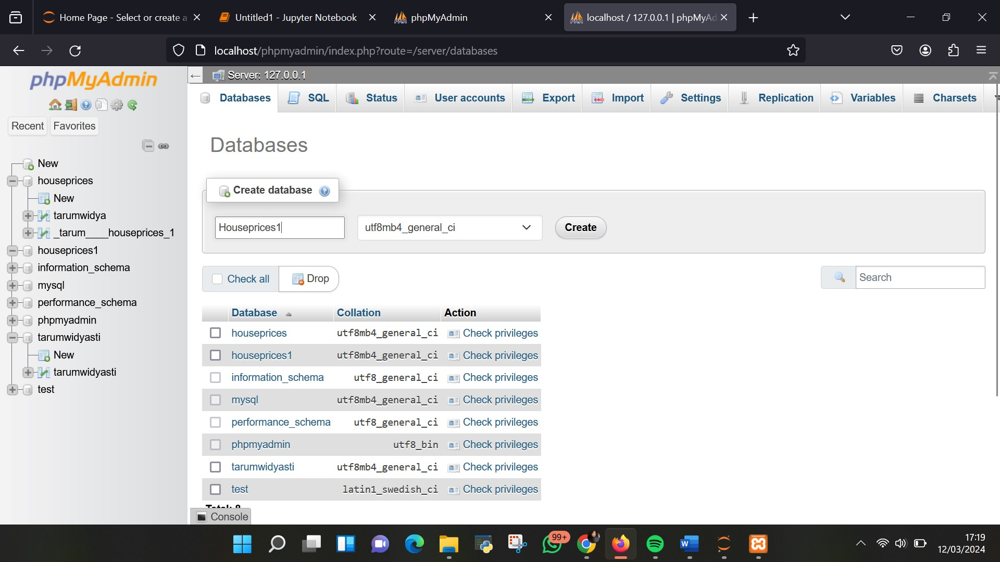 Home Page - Select or create a
Untitled1 - Jupyter Notebook
phpMyAdmin
localhost / 127.0.0.1 | phpMyAd
localhost/phpmyadmin/index.php?route=/server/databases
phpMyAdmin
Recent
Favorites
New
houseprices
New
tarumwidya
_tarum____houseprices_1
houseprices1
information_schema
mysql
performance_schema
phpmyadmin
tarumwidyasti
New
tarumwidyasti
test
Server: 127.0.0.1
Databases
SQL
Status
User accounts
Export
Import
Settings
Replication
Variables
Charsets
Databases
Create database
Houseprices1
utf8mb4_general_ci
Create
Check all
Drop
Search
Database Collation Action
houseprices utf8mb4_general_ci Check privileges
houseprices1 utf8mb4_general_ci Check privileges
information_schema utf8_general_ci Check privileges
mysql utf8mb4_general_ci Check privileges
performance_schema utf8_general_ci Check privileges
phpmyadmin utf8_bin Check privileges
tarumwidyasti utf8mb4_general_ci Check privileges
test latin1_swedish_ci Check privileges
Total: 8
Console
99+
17:19
12/03/2024